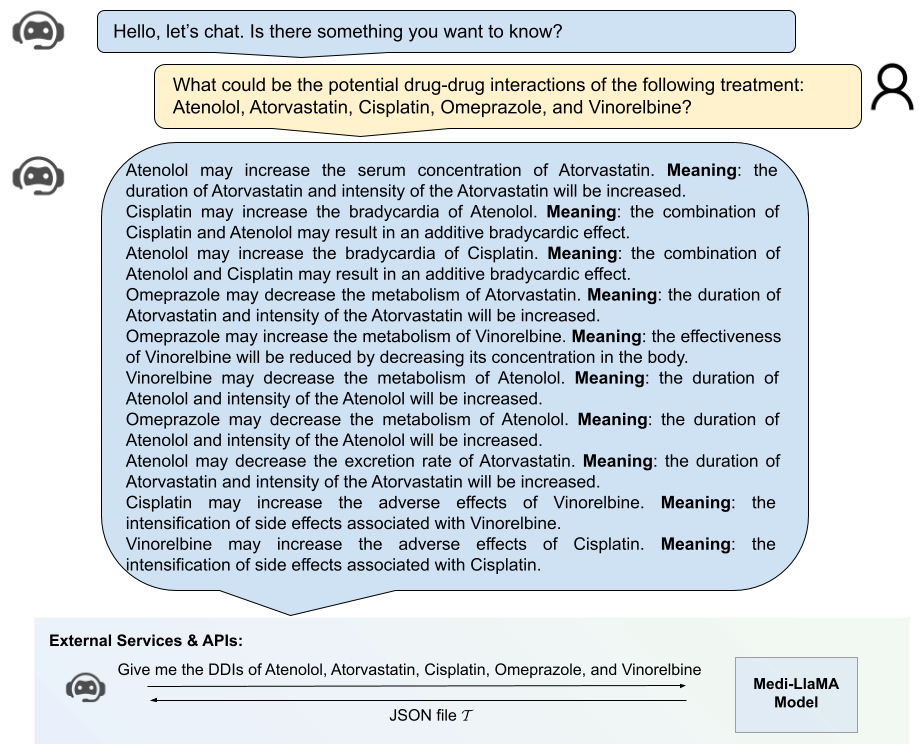 Hello, let's chat. Is there something you want to know?
What could be the potential drug-drug interactions of the following treatment:
Atenolol, Atorvastatin, Cisplatin, Omeprazole, and Vinorelbine?
Atenolol may increase the serum concentration of Atorvastatin. Meaning: the
duration of Atorvastatin and intensity of the Atorvastatin will be increased.
Cisplatin may increase the bradycardia of Atenolol. Meaning: the combination of
Cisplatin and Atenolol may result in an additive bradycardic effect.
Atenolol may increase the bradycardia of Cisplatin. Meaning: the combination of
Atenolol and Cisplatin may result in an additive bradycardic effect.
Omeprazole may decrease the metabolism of Atorvastatin. Meaning: the duration of
Atorvastatin and intensity of the Atorvastatin will be increased.
Omeprazole may increase the metabolism of Vinorelbine. Meaning: the effectiveness
of Vinorelbine will be reduced by decreasing its concentration in the body.
Vinorelbine may decrease the metabolism of Atenolol. Meaning: the duration of
Atenolol and intensity of the Atenolol will be increased.
Omeprazole may decrease the metabolism of Atenolol. Meaning: the duration of
Atenolol and intensity of the Atenolol will be increased.
Atenolol may decrease the excretion rate of Atorvastatin. Meaning: the duration of
Atorvastatin and intensity of the Atorvastatin will be increased.
Cisplatin may increase the adverse effects of Vinorelbine. Meaning: the
intensification of side effects associated with Vinorelbine.
Vinorelbine may increase the adverse effects of Cisplatin. Meaning: the
intensification of side effects associated with Cisplatin.
External Services & APIs:
Give me the DDIs of Atenolol, Atorvastatin, Cisplatin, Omeprazole, and Vinorelbine
JSON file 𝒯
Medi-LlaMA
Model